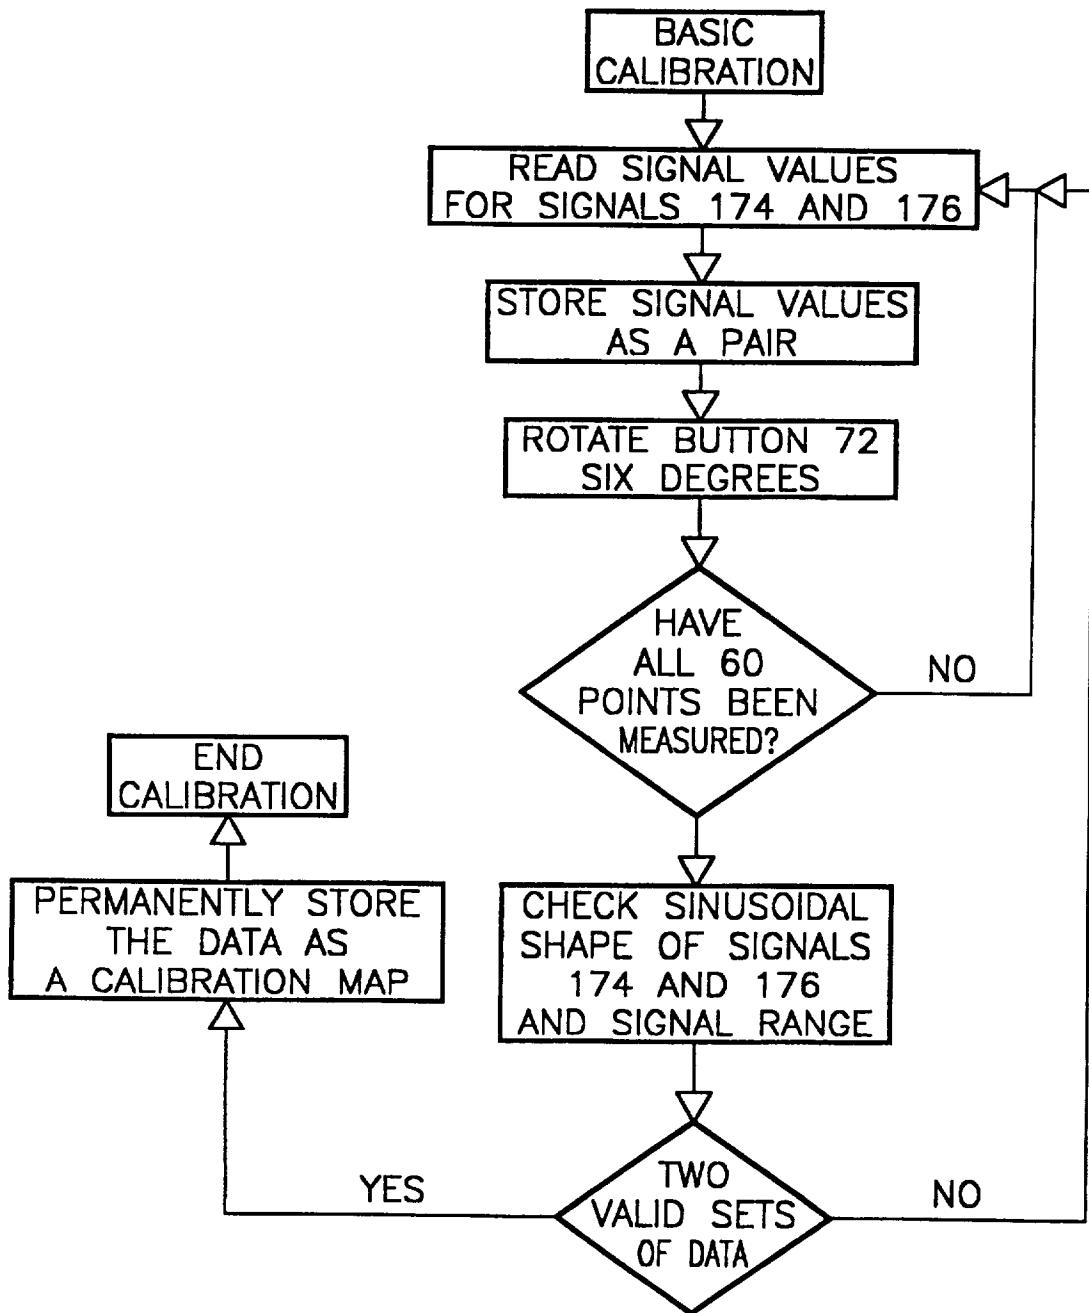 BASIC
CALIBRATION
READ SIGNAL VALUES
FOR SIGNALS 174 AND 176
STORE SIGNAL VALUES
AS A PAIR
ROTATE BUTTON 72
SIX DEGREES
HAVE
ALL 60
POINTS BEEN
MEASURED?
NO
END
CALIBRATION
PERMANENTLY STORE
THE DATA AS
A CALIBRATION MAP
CHECK SINUSOIDAL
SHAPE OF SIGNALS
174 AND 176
AND SIGNAL RANGE
YES
TWO
VALID SETS
OF DATA
NO